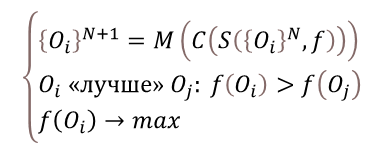 {O_i}^{N+1} = M(C(S({O_i}^N, f)))
O_i «лучше» O_j: f(O_i) > f(O_j)
f(O_i) → max